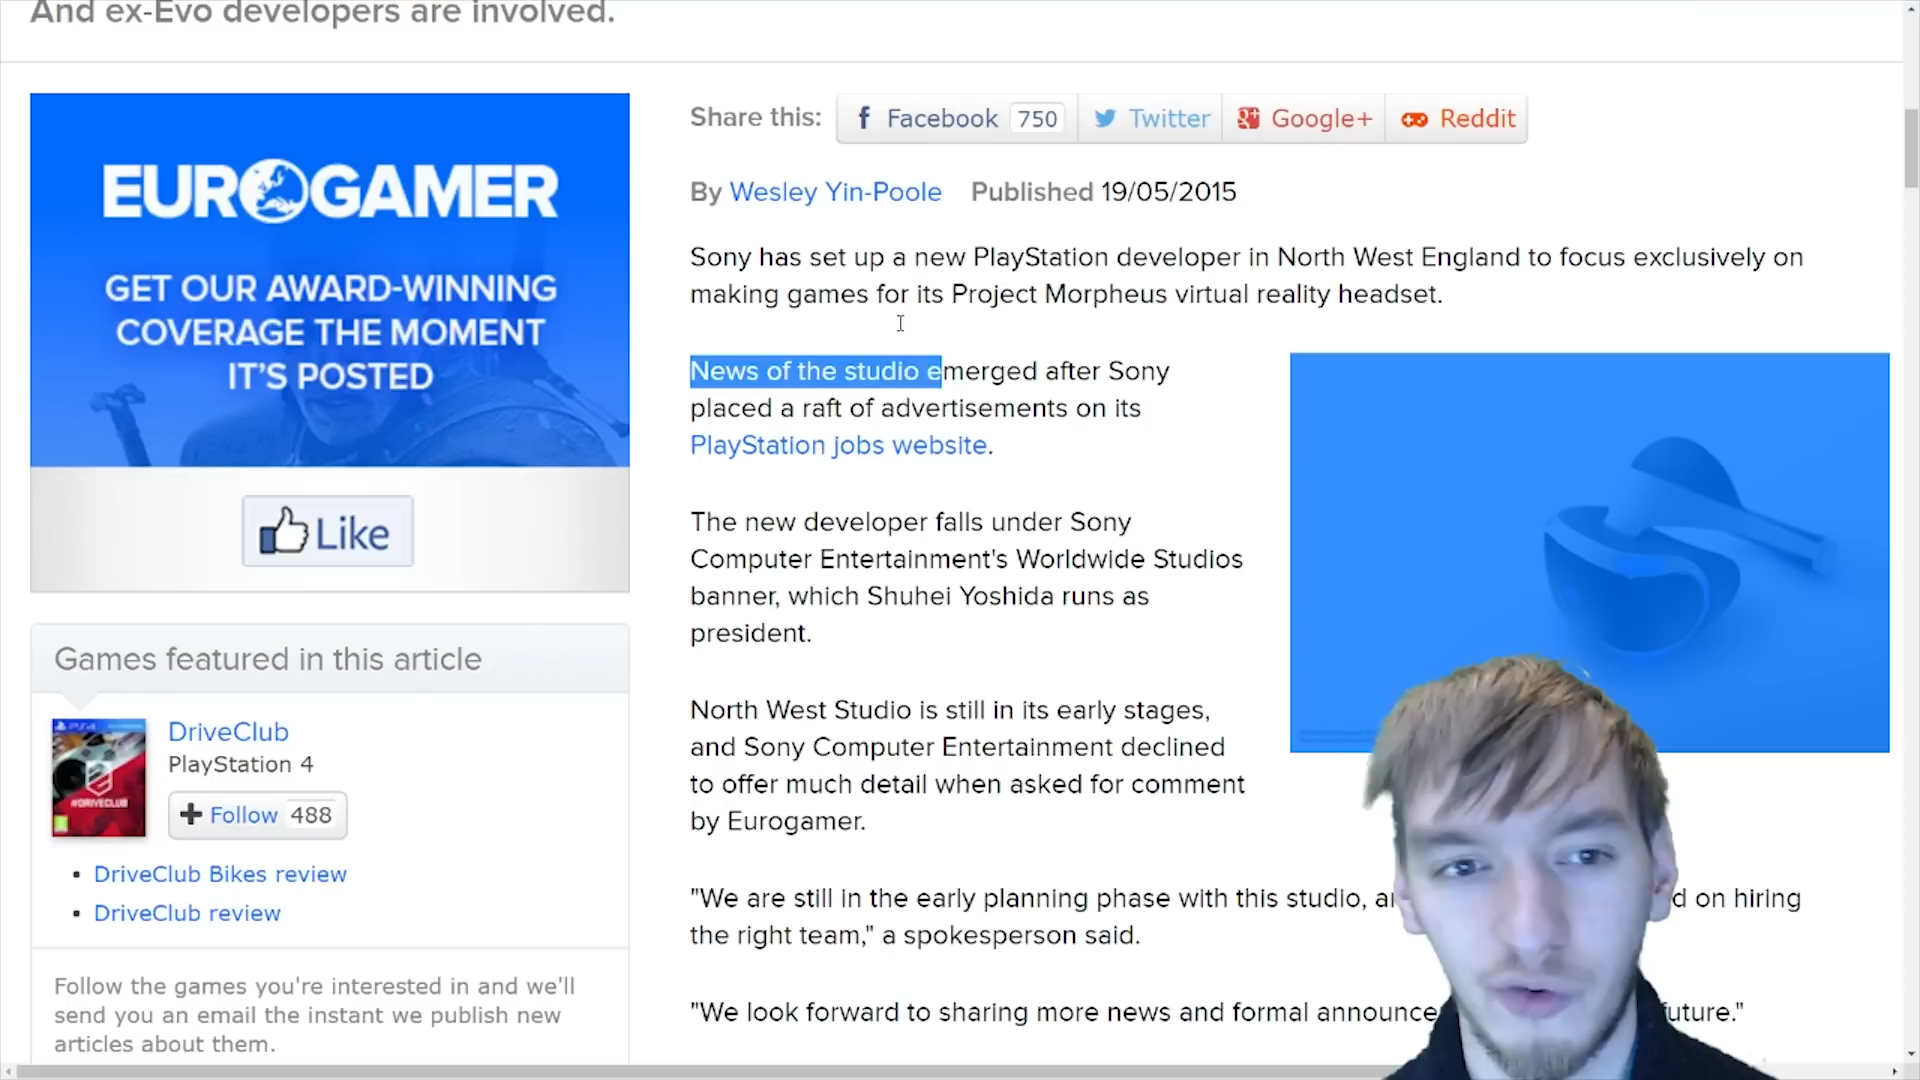 And ex-Evo developers are involved.
EUROGAMER
GET OUR AWARD-WINNING
COVERAGE THE MOMENT
IT'S POSTED
Like
Games featured in this article
DriveClub
PlayStation 4
Follow 488
DriveClub Bikes review
DriveClub review
Follow the games you're interested in and we'll
send you an email the instant we publish new
articles about them.
Share this: Facebook 750 Twitter Google+ Reddit
By Wesley Yin-Poole Published 19/05/2015
Sony has set up a new PlayStation developer in North West England to focus exclusively on
making games for its Project Morpheus virtual reality headset.
News of the studio emerged after Sony
placed a raft of advertisements on its
PlayStation jobs website.
The new developer falls under Sony
Computer Entertainment's Worldwide Studios
banner, which Shuhei Yoshida runs as
president.
North West Studio is still in its early stages,
and Sony Computer Entertainment declined
to offer much detail when asked for comment
by Eurogamer.
"We are still in the early planning phase with this studio, on hiring
the right team," a spokesperson said.
"We look forward to sharing more news and formal
#DRIVECLUB
PS4